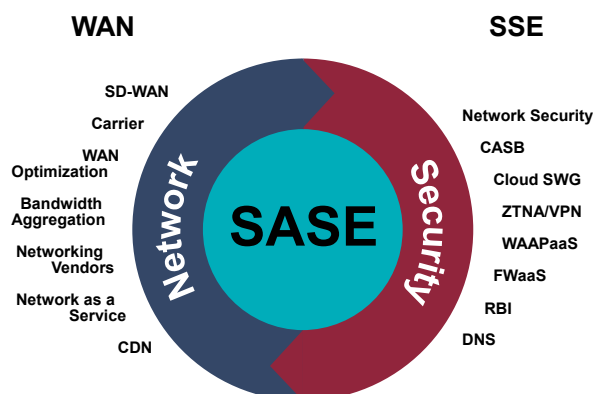 WAN
SSE
SD-WAN
Carrier
WAN
Optimization
Bandwidth
Aggregation
Networking
Vendors
Network as a
Service
CDN
Network
SASE
Security
Network Security
CASB
Cloud SWG
ZTNA/VPN
WAAPaaS
FWaaS
RBI
DNS